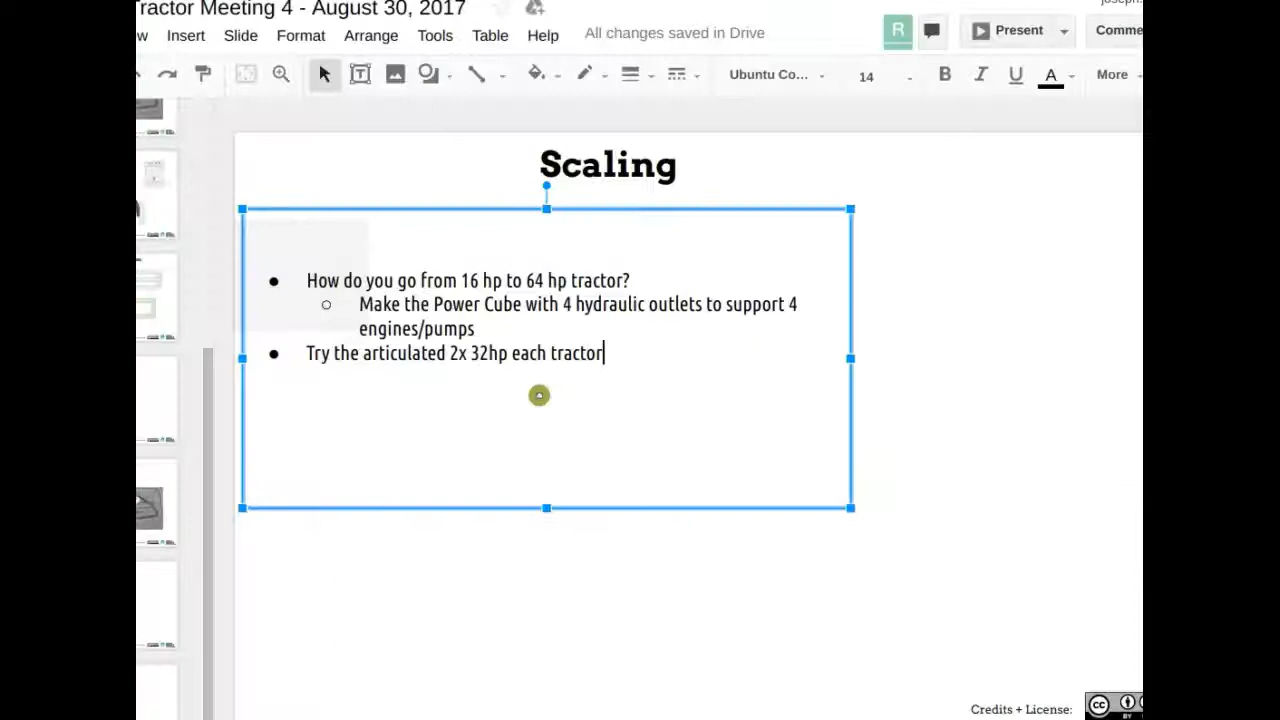 ractor Meeting 4 - August 30, 2017
w Insert Slide Format Arrange Tools Table Help All changes saved in Drive R Present Comme
Ubuntu Co... 14 B I U A More
Scaling
● How do you go from 16 hp to 64 hp tractor?
○ Make the Power Cube with 4 hydraulic outlets to support 4
engines/pumps
● Try the articulated 2x 32hp each tractor
Credits + License:
cc
BY